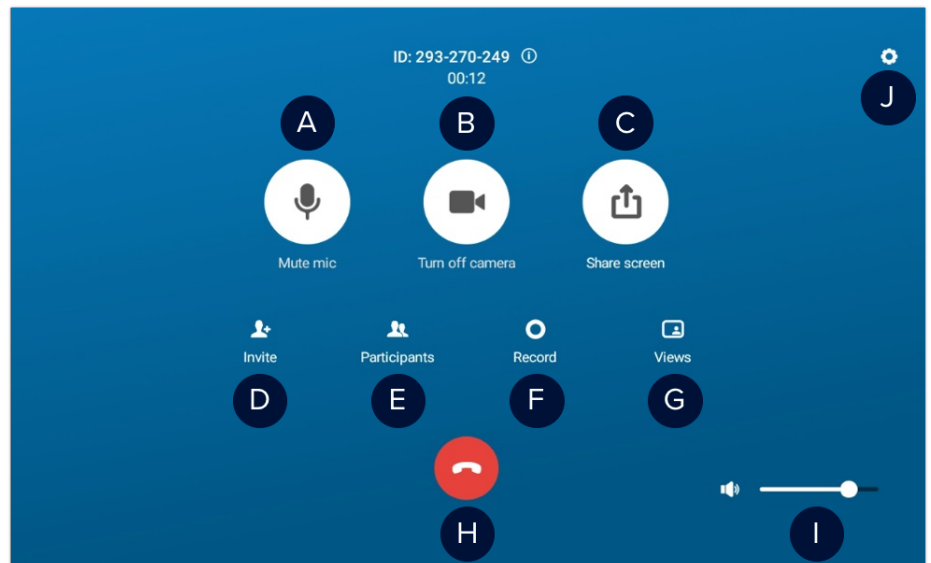 ID: 293-270-249
00:12
J
A B C
Mute mic Turn off camera Share screen
Invite Participants Record Views
D E F G
H I